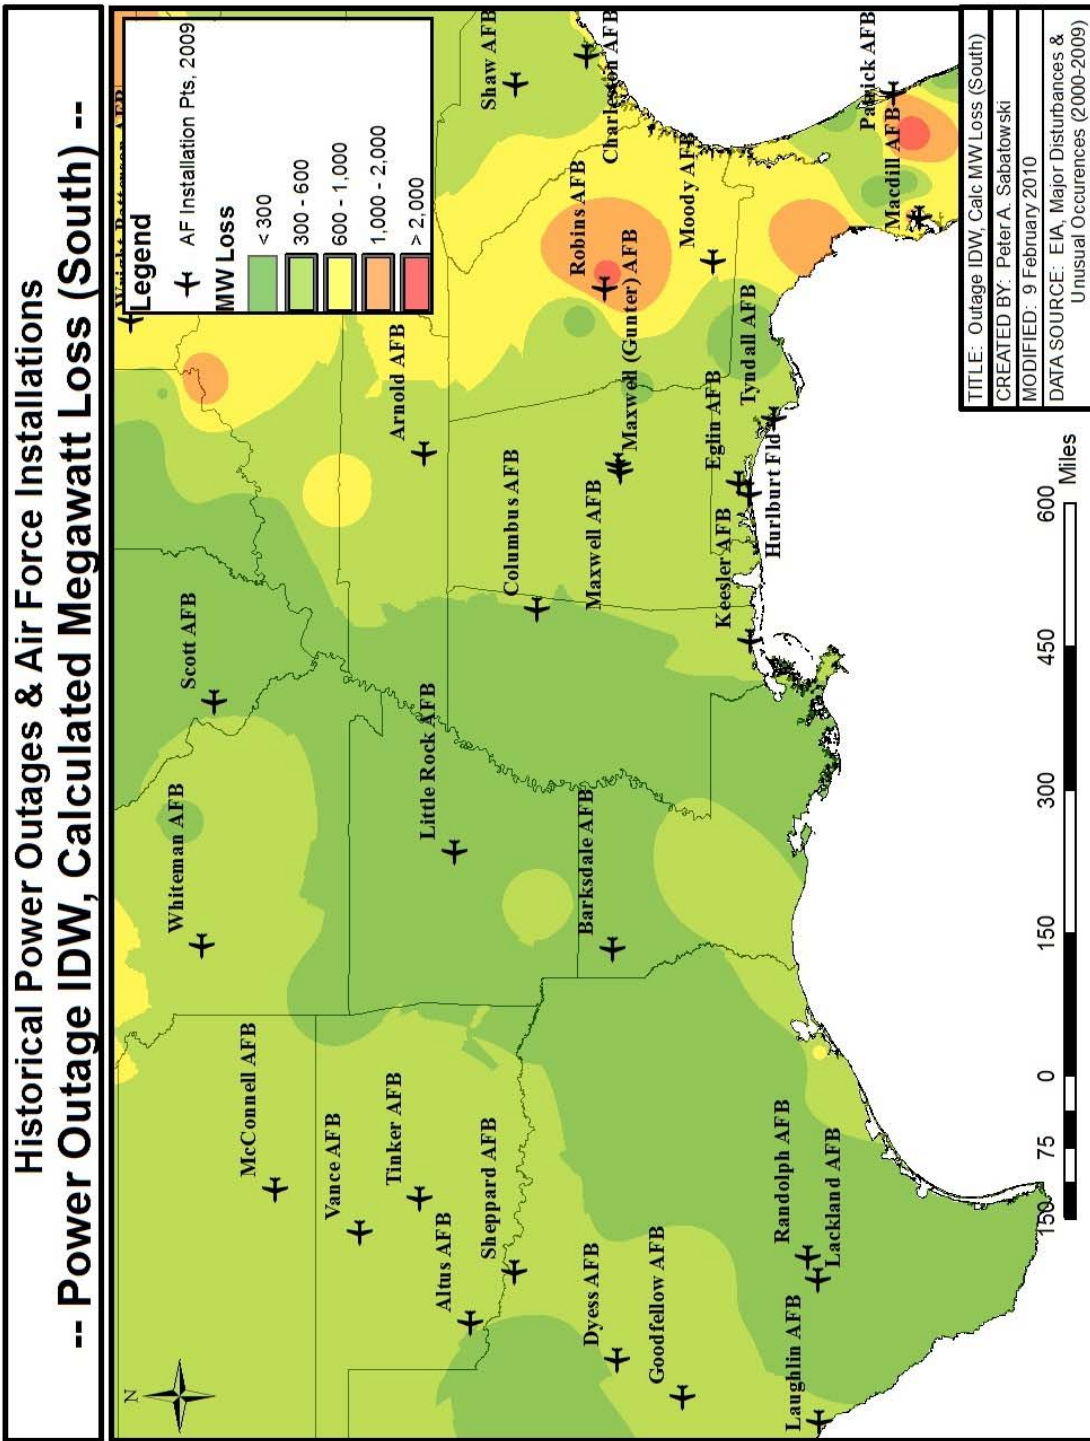 Historical Power Outages & Air Force Installations
-- Power Outage IDW, Calculated Megawatt Loss (South) --
N
Wright Patterson AFB
Legend
AF Installation Pts, 2009
MW Loss
< 300
300 - 600
600 - 1,000
1,000 - 2,000
> 2,000
Scott AFB
Whiteman AFB
McConnell AFB
Vance AFB
Tinker AFB
Altus AFB
Sheppard AFB
Dyess AFB
Goodfellow AFB
Laughlin AFB
Randolph AFB
Lackland AFB
Little Rock AFB
Barksdale AFB
Arnold AFB
Columbus AFB
Maxwell AFB
Maxwell (Gunter) AFB
Keesler AFB
Eglin AFB
Hurlburt Fld
Tyndall AFB
Robins AFB
Moody AFB
Shaw AFB
Charleston AFB
Patrick AFB
Macdill AFB
150 75 0 150 300 450 600
Miles
TITLE: Outage IDW, Calc MW Loss (South)
CREATED BY: Peter A. Sabatowski
MODIFIED: 9 February 2010
DATA SOURCE: EIA, Major Disturbances &
Unusual Occurrences (2000-2009)